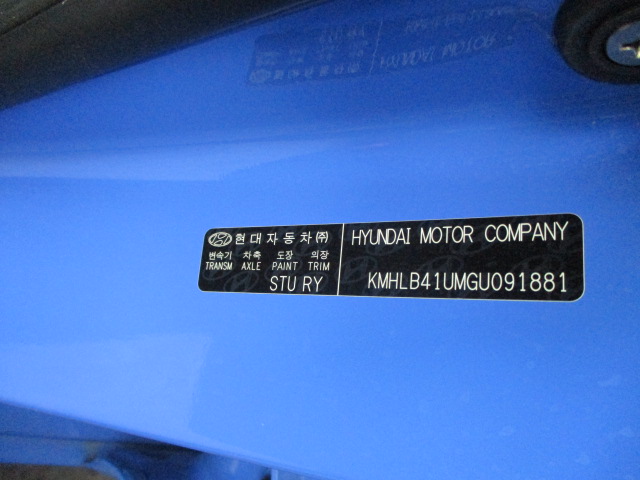 현대자동차(주)
변속기 차축 도장 의장
TRANSM AXLE PAINT TRIM
STU RY
HYUNDAI MOTOR COMPANY
KMHLB41UMGU091881